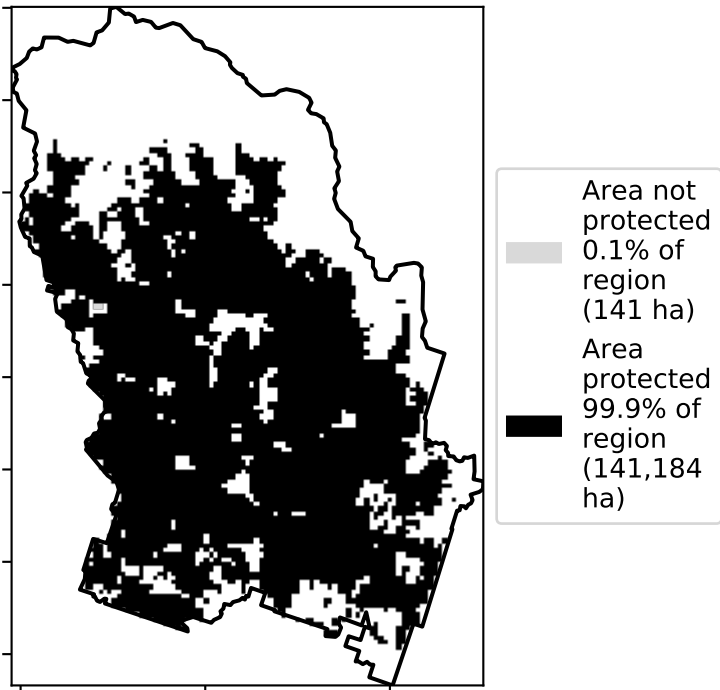 Area not
protected
0.1% of
region
(141 ha)
Area
protected
99.9% of
region
(141,184
ha)